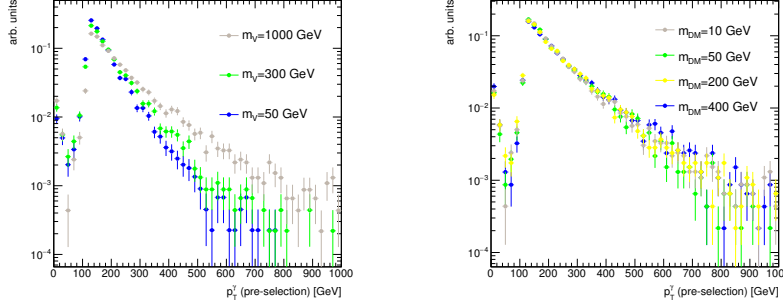 arb. units
m_V=1000 GeV
m_V=300 GeV
m_V=50 GeV
10^-1
10^-2
10^-3
10^-4
0 100 200 300 400 500 600 700 800 900 1000
p_T^γ (pre-selection) [GeV]
arb. units
m_DM=10 GeV
m_DM=50 GeV
m_DM=200 GeV
m_DM=400 GeV
10^-1
10^-2
10^-3
10^-4
0 100 200 300 400 500 600 700 800 900 1000
p_T^γ (pre-selection) [GeV]